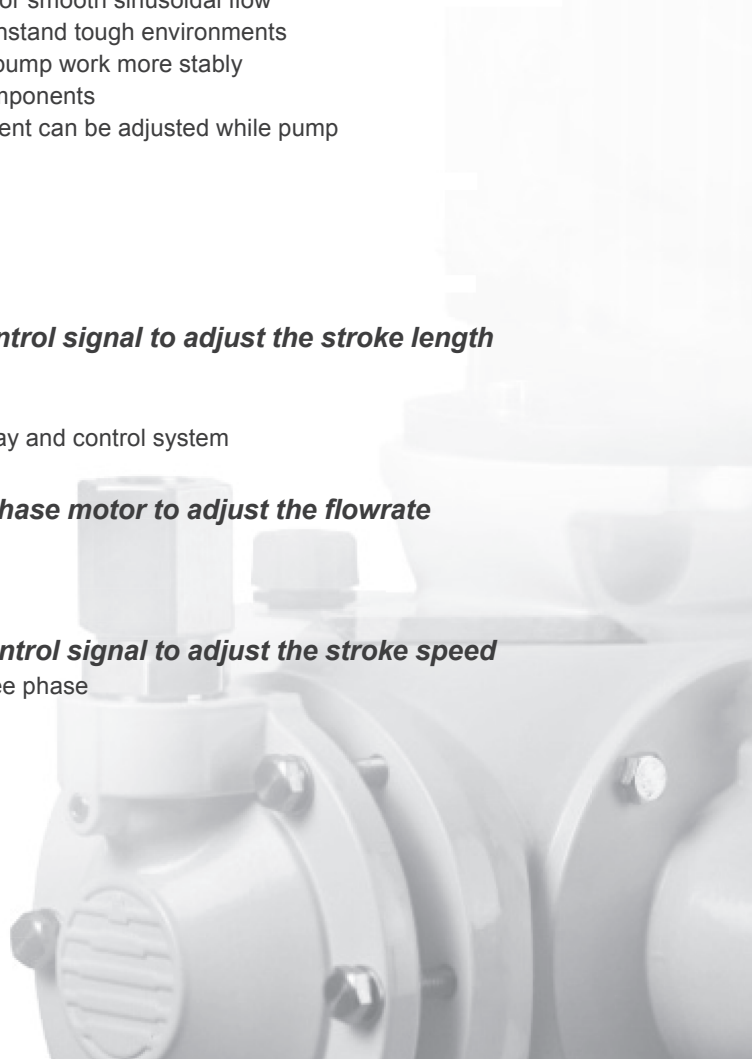 or smooth sinusoidal flow
nstand tough environments
pump work more stably
mponents
ent can be adjusted while pump
ntrol signal to adjust the stroke length
ay and control system
hase motor to adjust the flowrate
ntrol signal to adjust the stroke speed
ee phase